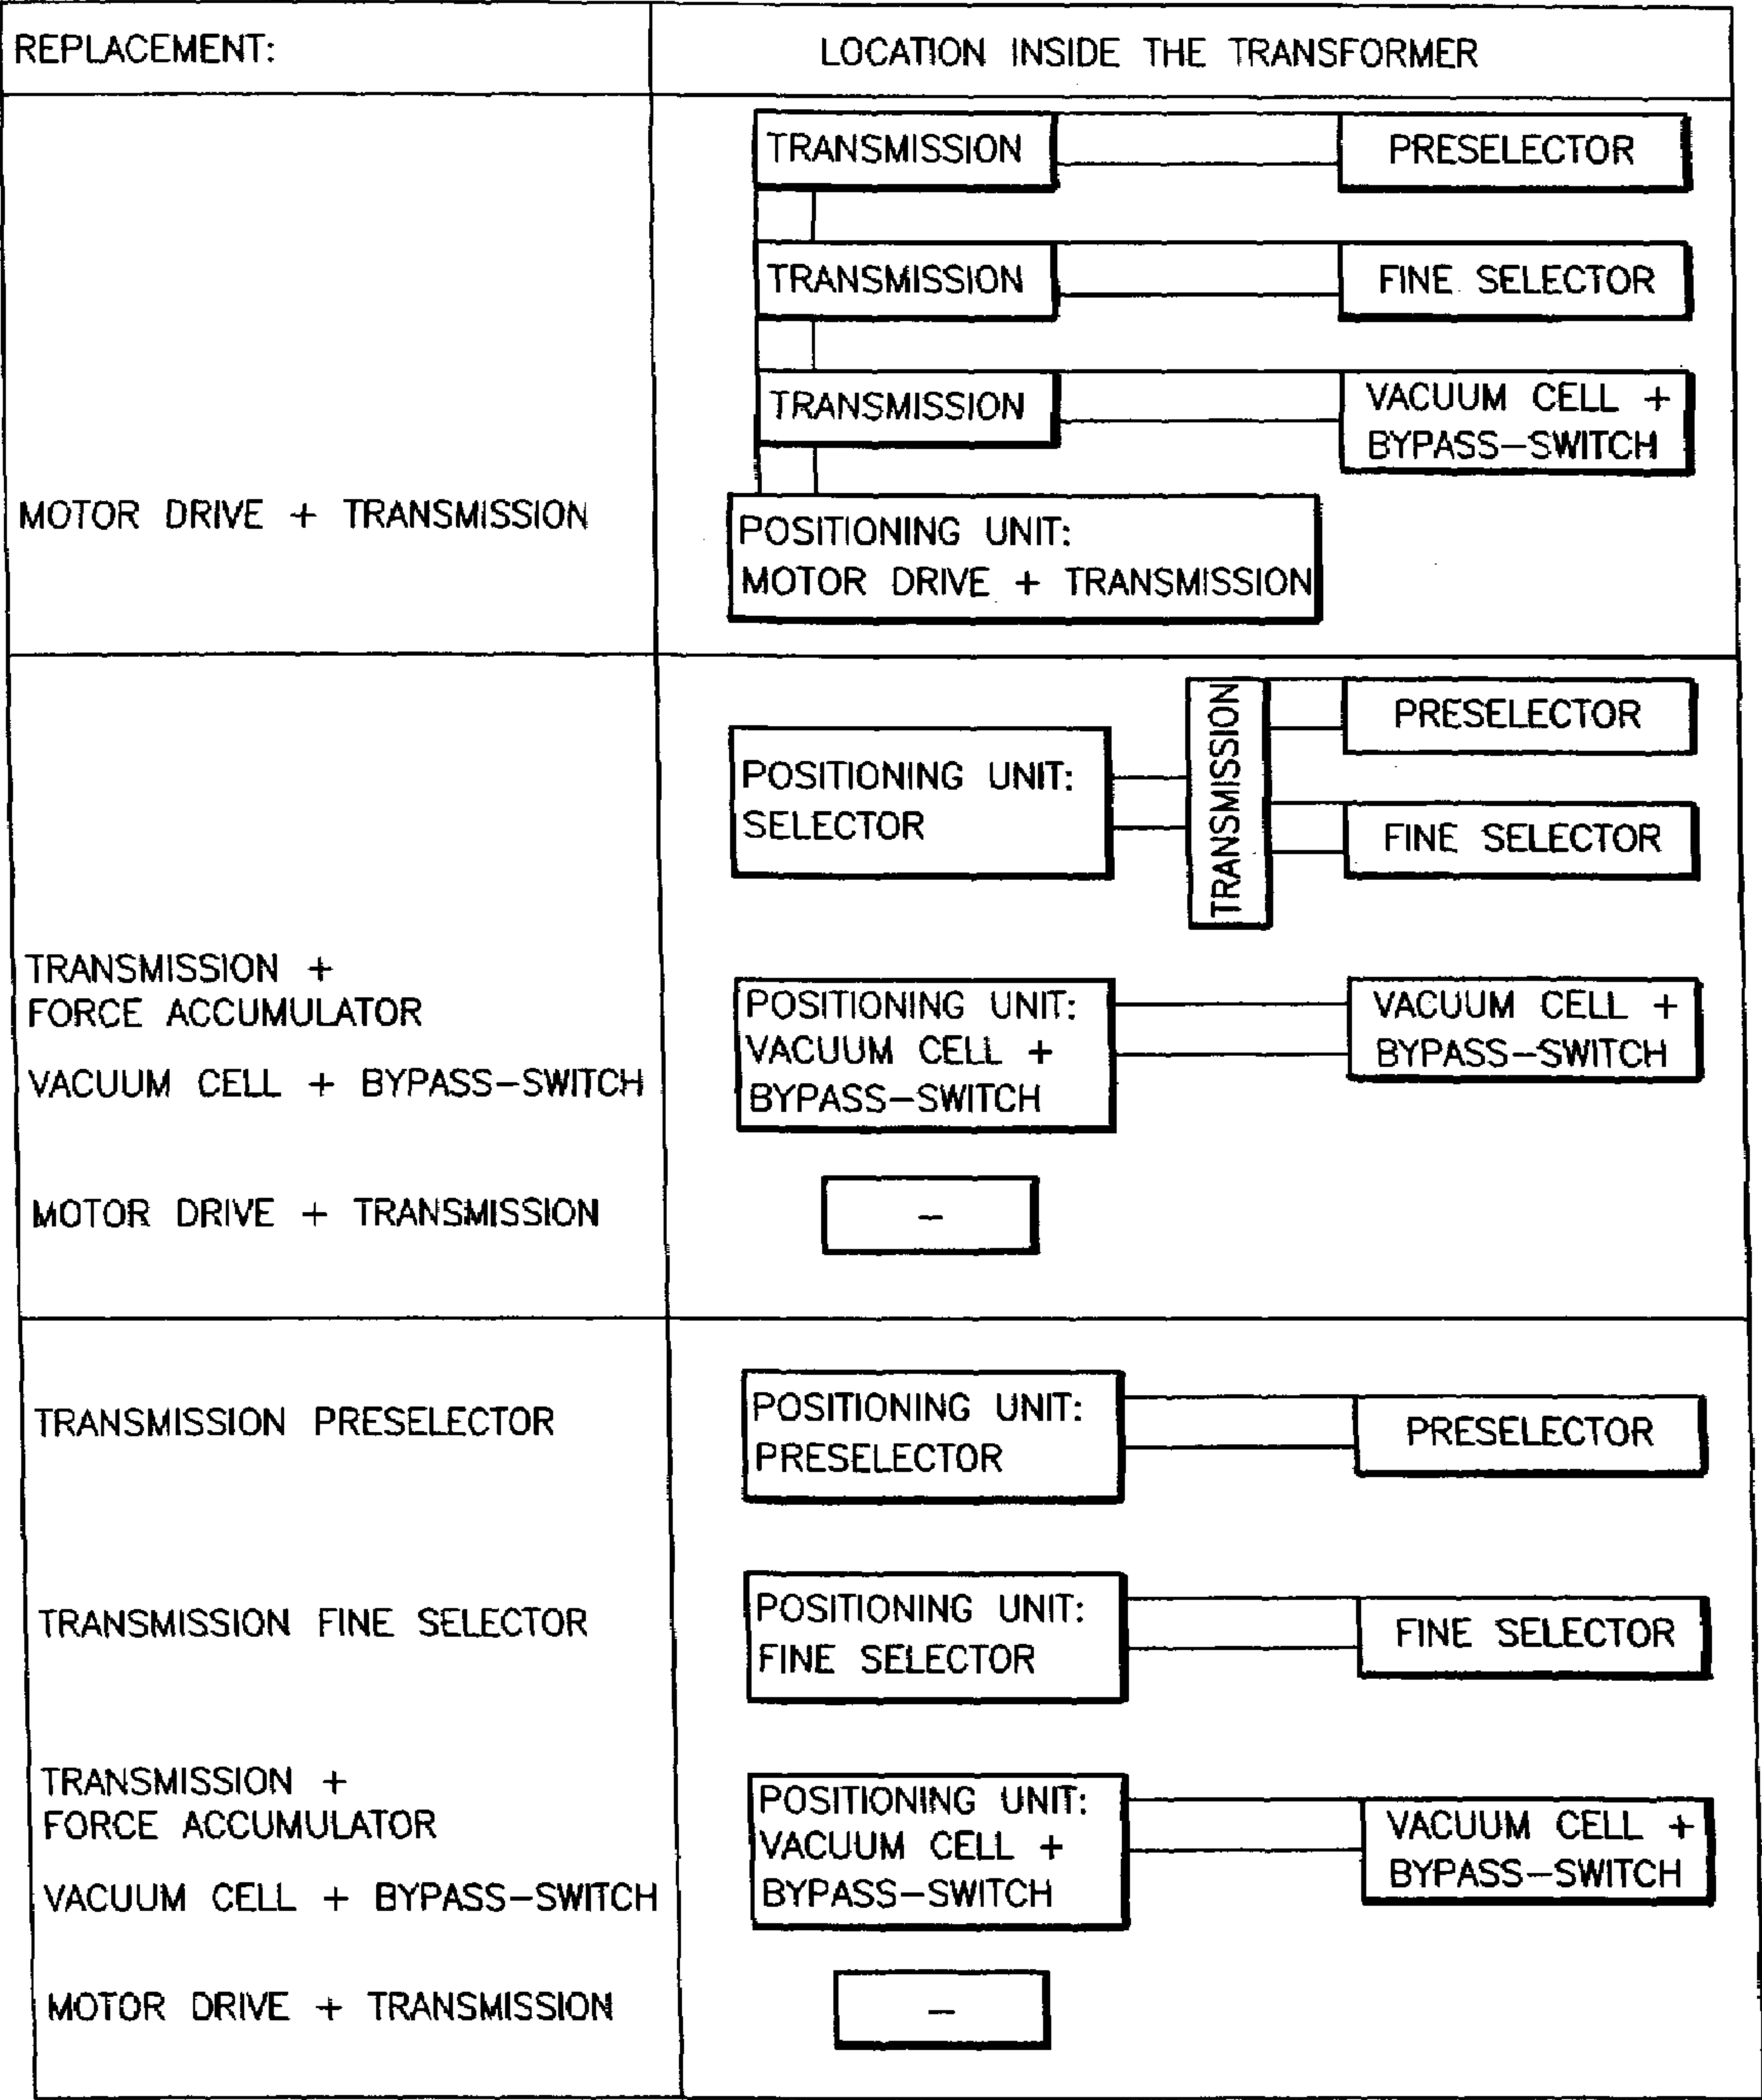 REPLACEMENT:
LOCATION INSIDE THE TRANSFORMER
TRANSMISSION
PRESELECTOR
TRANSMISSION
FINE SELECTOR
TRANSMISSION
VACUUM CELL +
BYPASS-SWITCH
MOTOR DRIVE + TRANSMISSION
POSITIONING UNIT:
MOTOR DRIVE + TRANSMISSION
POSITIONING UNIT:
SELECTOR
TRANSMISSION
PRESELECTOR
FINE SELECTOR
TRANSMISSION +
FORCE ACCUMULATOR
VACUUM CELL + BYPASS-SWITCH
POSITIONING UNIT:
VACUUM CELL +
BYPASS-SWITCH
VACUUM CELL +
BYPASS-SWITCH
MOTOR DRIVE + TRANSMISSION
-
TRANSMISSION PRESELECTOR
POSITIONING UNIT:
PRESELECTOR
PRESELECTOR
TRANSMISSION FINE SELECTOR
POSITIONING UNIT:
FINE SELECTOR
FINE SELECTOR
TRANSMISSION +
FORCE ACCUMULATOR
VACUUM CELL + BYPASS-SWITCH
POSITIONING UNIT:
VACUUM CELL +
BYPASS-SWITCH
VACUUM CELL +
BYPASS-SWITCH
MOTOR DRIVE + TRANSMISSION
-